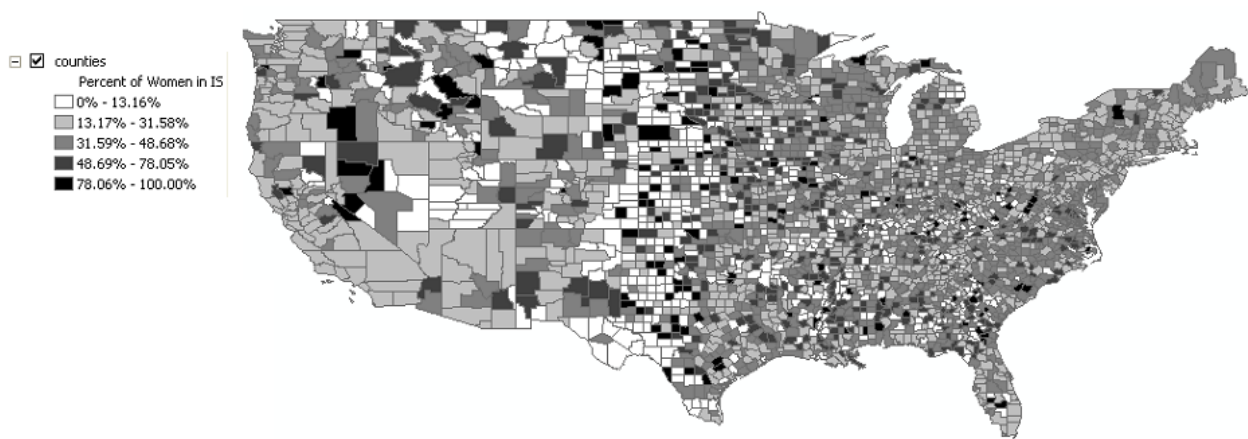 counties
Percent of Women in IS
0% - 13.16%
13.17% - 31.58%
31.59% - 48.68%
48.69% - 78.05%
78.06% - 100.00%